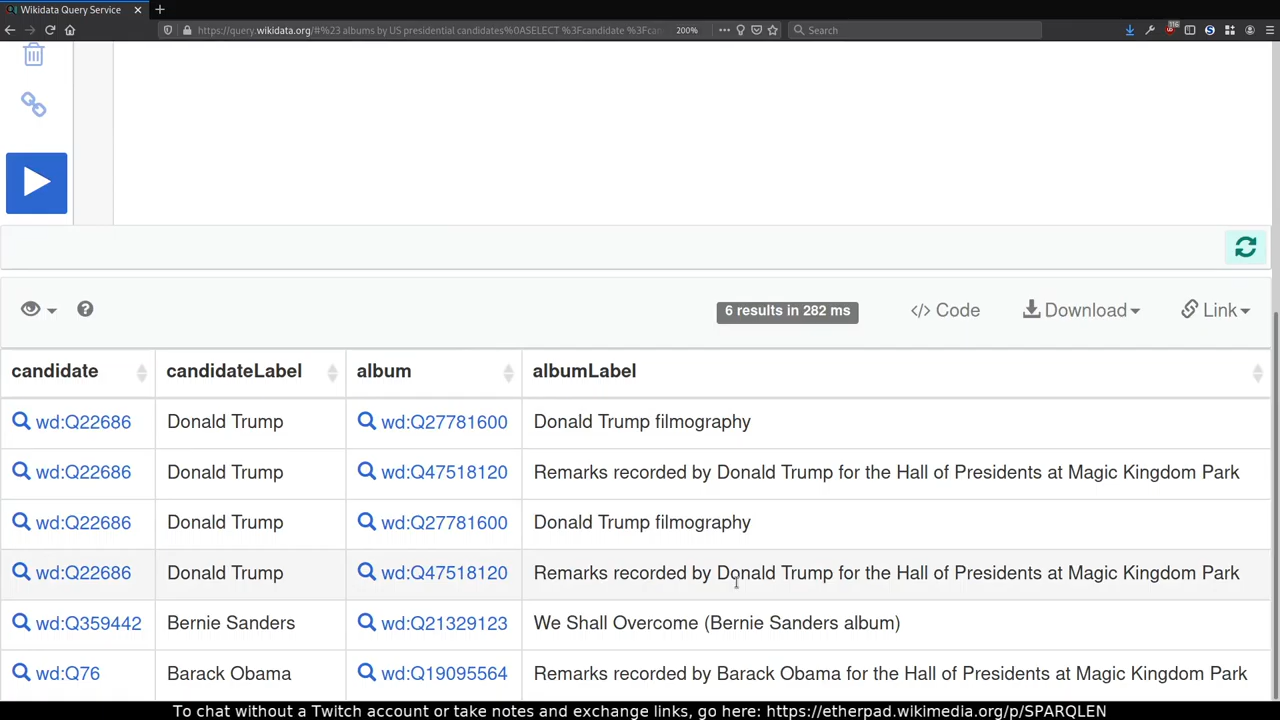 Wikidata Query Service
https://query.wikidata.org/#%23 albums by US presidential candidates%0ASELECT %3Fcandidate %3Fcan
200%
Search
6 results in 282 ms
</> Code
Download
Link
candidate candidateLabel album albumLabel
wd:Q22686 Donald Trump wd:Q27781600 Donald Trump filmography
wd:Q22686 Donald Trump wd:Q47518120 Remarks recorded by Donald Trump for the Hall of Presidents at Magic Kingdom Park
wd:Q22686 Donald Trump wd:Q27781600 Donald Trump filmography
wd:Q22686 Donald Trump wd:Q47518120 Remarks recorded by Donald Trump for the Hall of Presidents at Magic Kingdom Park
wd:Q359442 Bernie Sanders wd:Q21329123 We Shall Overcome (Bernie Sanders album)
wd:Q76 Barack Obama wd:Q19095564 Remarks recorded by Barack Obama for the Hall of Presidents at Magic Kingdom Park
To chat without a Twitch account or take notes and exchange links, go here: https://etherpad.wikimedia.org/p/SPARQLEN